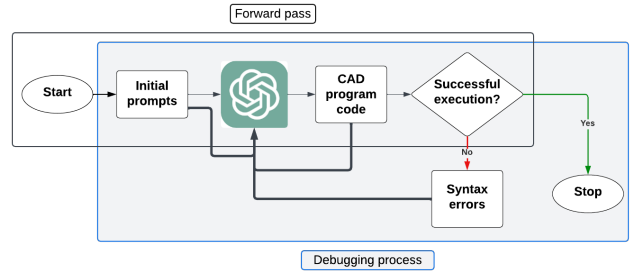 Forward pass
Start
Initial
prompts
CAD
program
code
Successful
execution?
Yes
No
Syntax
errors
Stop
Debugging process